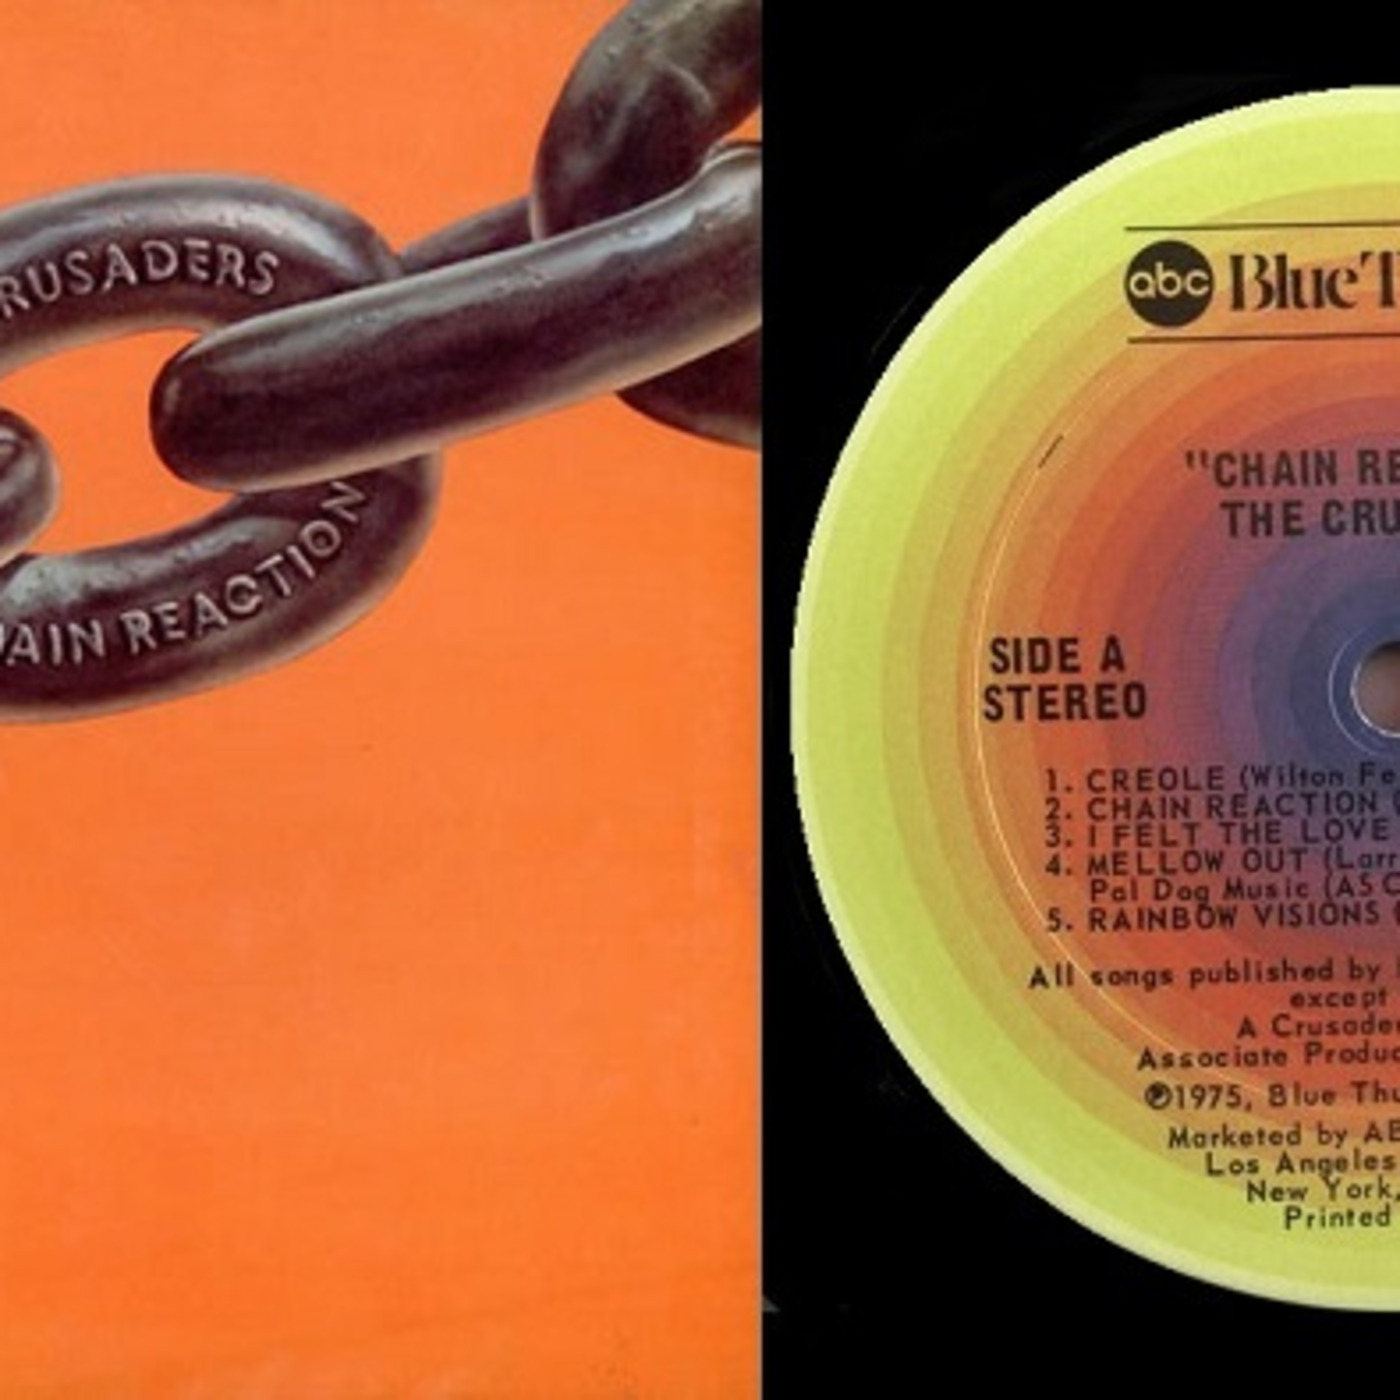 RUSADERS
AIN REACTION
abc Blue T
"CHAIN RE
THE CRU
SIDE A
STEREO
1. CREOLE (Wilton Fe
2. CHAIN REACTION
3. I FELT THE LOVE
4. MELLOW OUT (Larr
Pal Dog Music (ASC
5. RAINBOW VISIONS
All songs published by
except
A Crusade
Associate Produc
℗1975, Blue Thu
Marketed by AB
Los Angeles
New York,
Printed